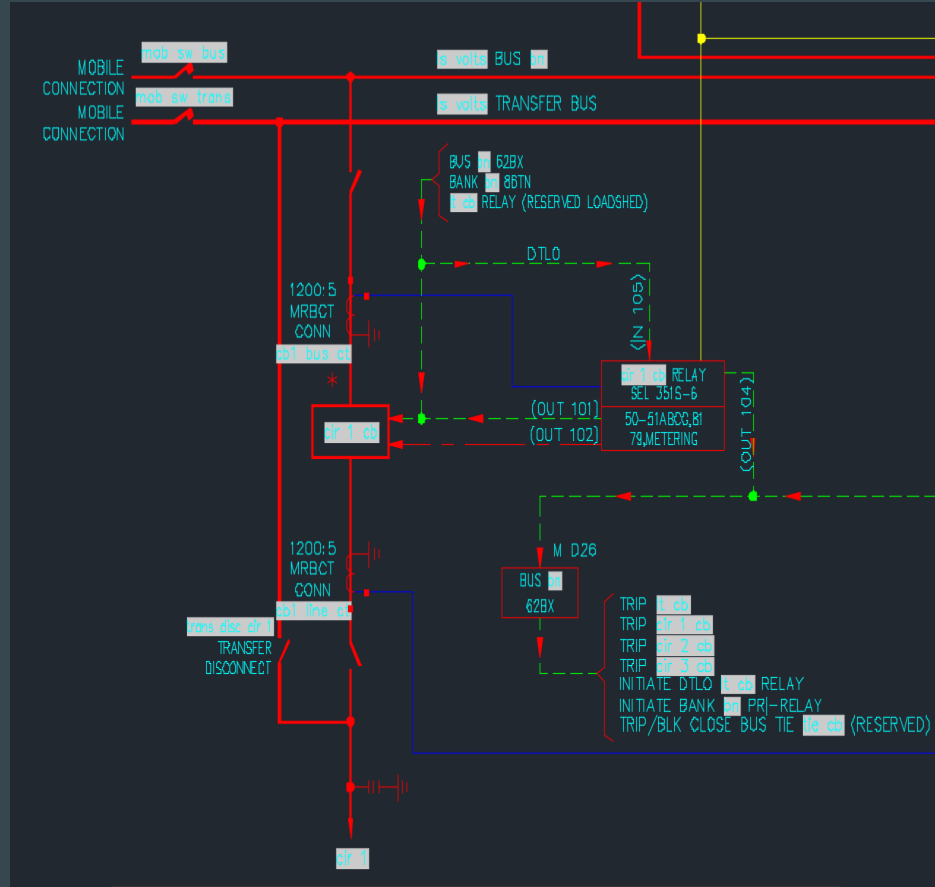 mob sw bus
MOBILE
CONNECTION
s volts BUS bn
mob sw trans
MOBILE
CONNECTION
s volts TRANSFER BUS
BUS bn 62BX
BANK bn 86TN
t cb RELAY (RESERVED LOADSHED)
DTLO
(IN 105)
1200:5
MRBCT
CONN
cb1 bus ct
*
cir 1 cb
cir 1 cb RELAY
SEL 351S-6
50-51ABCG,81
79,METERING
(OUT 101)
(OUT 102)
(OUT 104)
M D26
BUS bn
62BX
1200:5
MRBCT
CONN
cb1 line ct
trans disc cir 1
TRANSFER
DISCONNECT
TRIP t cb
TRIP cir 1 cb
TRIP cir 2 cb
TRIP cir 3 cb
INITIATE DTLO t cb RELAY
INITIATE BANK bn PRI-RELAY
TRIP/BLK CLOSE BUS TIE tie cb (RESERVED)
cir 1